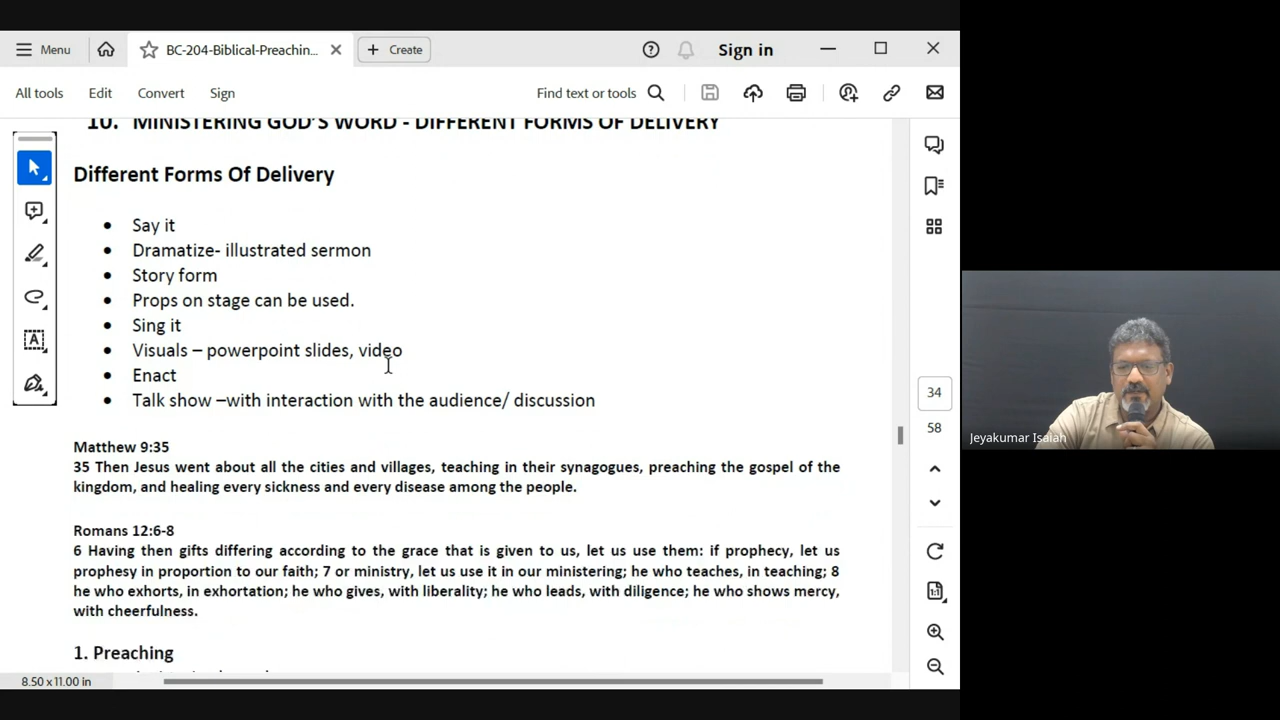 Menu
BC-204-Biblical-Preachin...
Create
Sign in
All tools
Edit
Convert
Sign
Find text or tools
10. MINISTERING GOD'S WORD - DIFFERENT FORMS OF DELIVERY
Different Forms Of Delivery
• Say it
• Dramatize- illustrated sermon
• Story form
• Props on stage can be used.
• Sing it
• Visuals – powerpoint slides, video
• Enact
• Talk show –with interaction with the audience/ discussion
Matthew 9:35
35 Then Jesus went about all the cities and villages, teaching in their synagogues, preaching the gospel of the
kingdom, and healing every sickness and every disease among the people.
Romans 12:6-8
6 Having then gifts differing according to the grace that is given to us, let us use them: if prophecy, let us
prophesy in proportion to our faith; 7 or ministry, let us use it in our ministering; he who teaches, in teaching; 8
he who exhorts, in exhortation; he who gives, with liberality; he who leads, with diligence; he who shows mercy,
with cheerfulness.
1. Preaching
8.50 x 11.00 in
34
58
1:1
Jeyakumar Isaiah